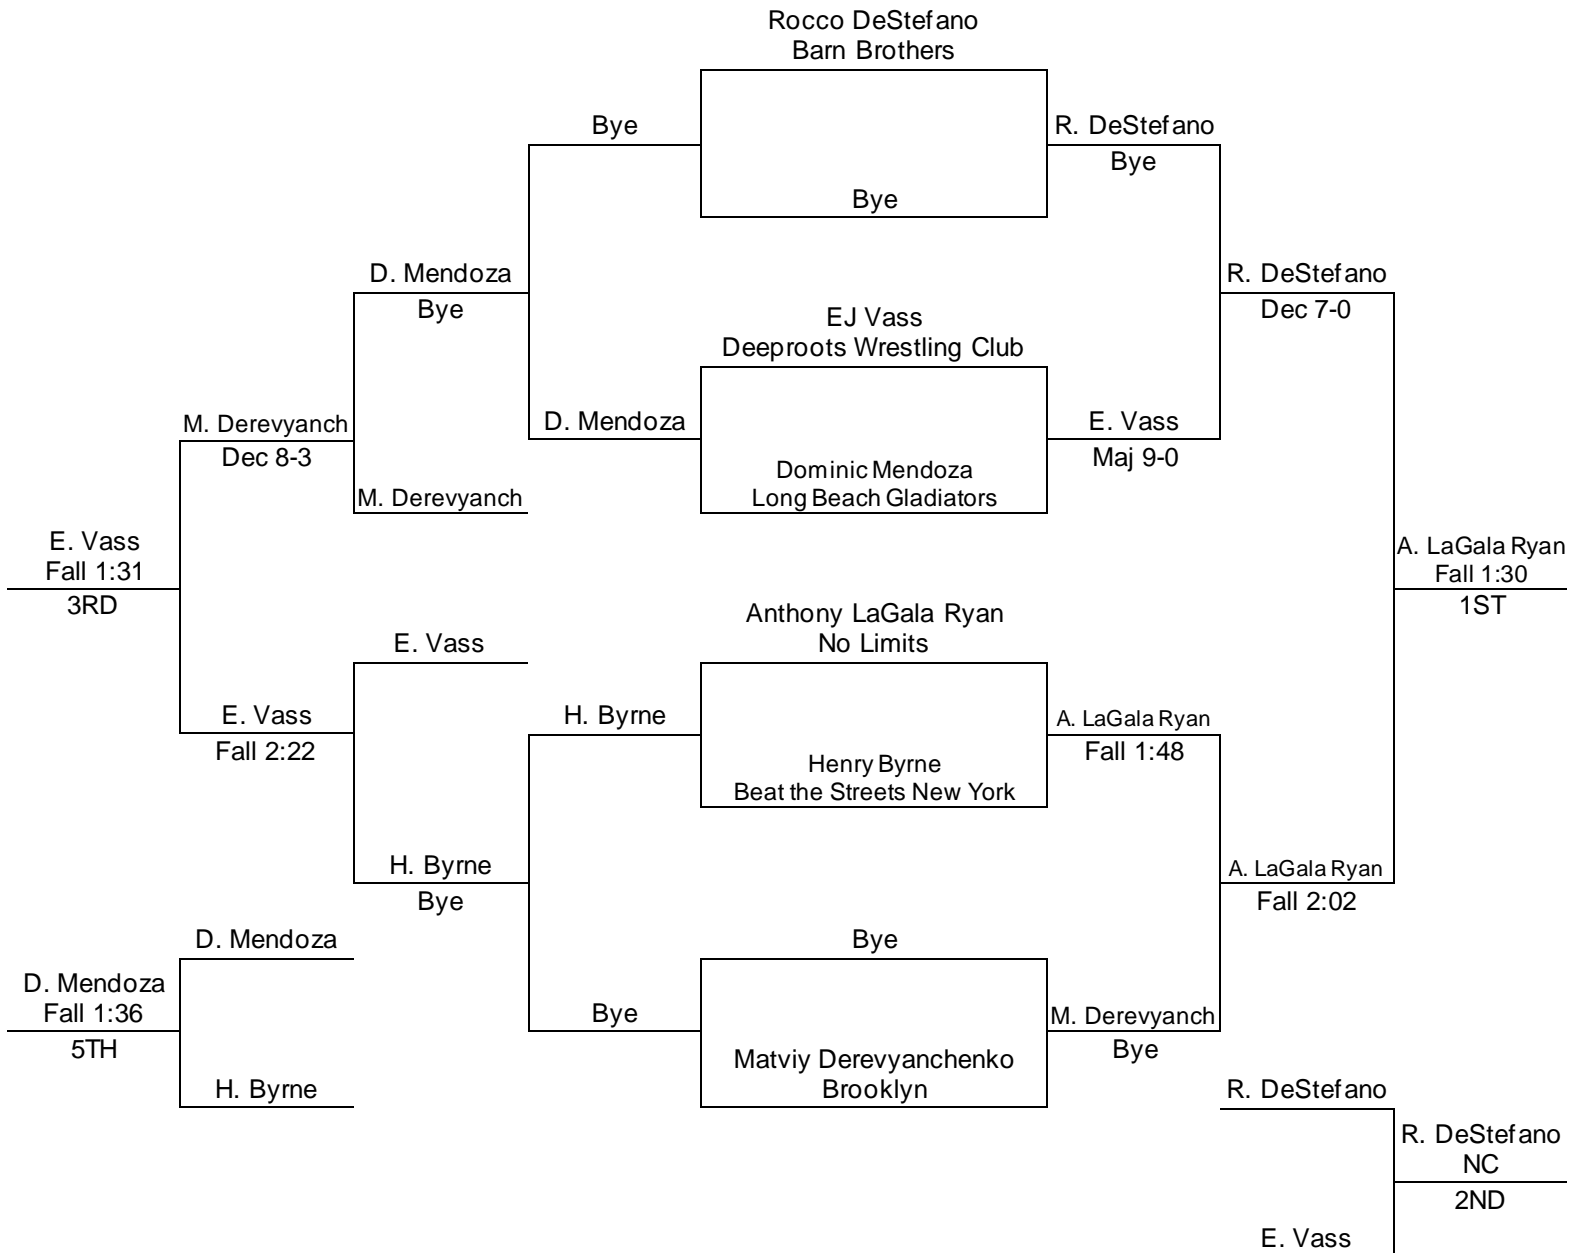 Rocco DeStefano
Barn Brothers
Bye
R. DeStefano
Bye
Bye
D. Mendoza
Bye
R. DeStefano
Dec 7-0
EJ Vass
Deeproots Wrestling Club
M. Derevyanch
Dec 8-3
D. Mendoza
E. Vass
Maj 9-0
Dominic Mendoza
Long Beach Gladiators
M. Derevyanch
E. Vass
Fall 1:31
3RD
A. LaGala Ryan
Fall 1:30
1ST
Anthony LaGala Ryan
No Limits
E. Vass
E. Vass
Fall 2:22
H. Byrne
A. LaGala Ryan
Fall 1:48
Henry Byrne
Beat the Streets New York
H. Byrne
Bye
A. LaGala Ryan
Fall 2:02
D. Mendoza
Bye
D. Mendoza
Fall 1:36
5TH
Bye
M. Derevyanch
Bye
Matviy Derevyanchenko
Brooklyn
H. Byrne
R. DeStefano
R. DeStefano
NC
2ND
E. Vass